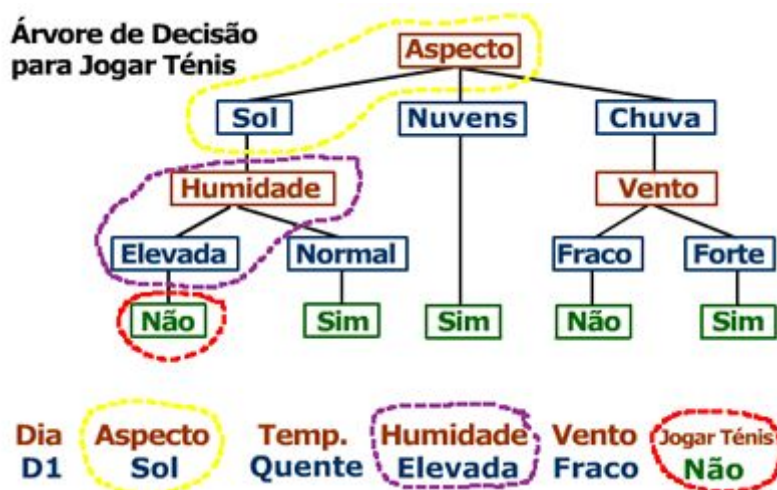 Árvore de Decisão
para Jogar Ténis
Aspecto
Sol Nuvens Chuva
Humidade Vento
Elevada Normal Fraco Forte
Não Sim Sim Não Sim
Dia Aspecto Temp. Humidade Vento Jogar Ténis
D1 Sol Quente Elevada Fraco Não